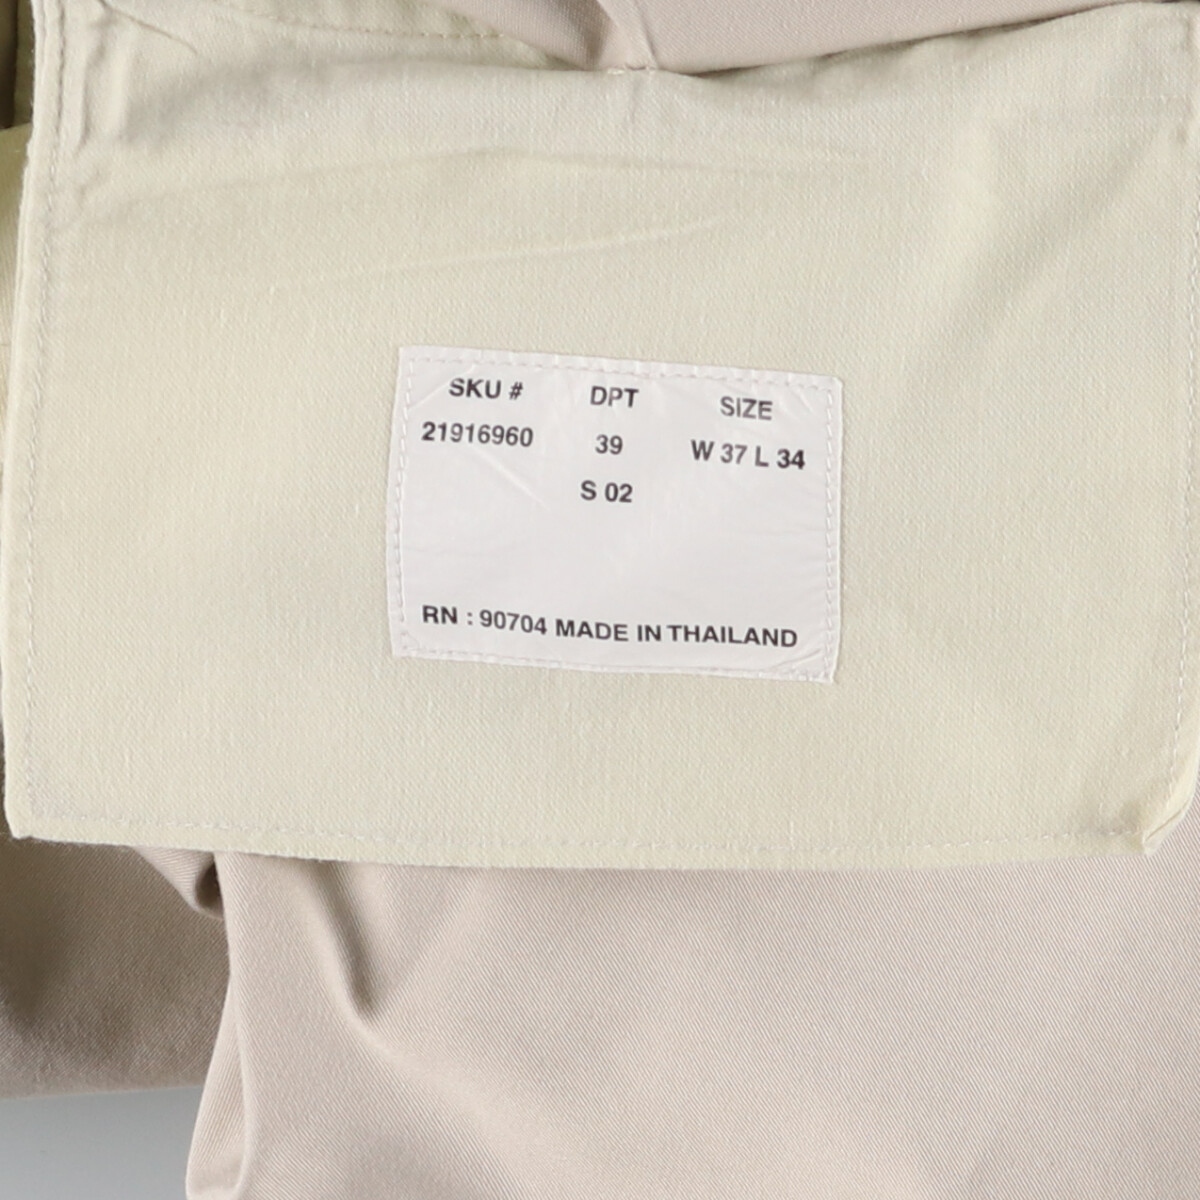 SKU # DPT SIZE
21916960 39 W 37 L 34
S 02
RN : 90704 MADE IN THAILAND